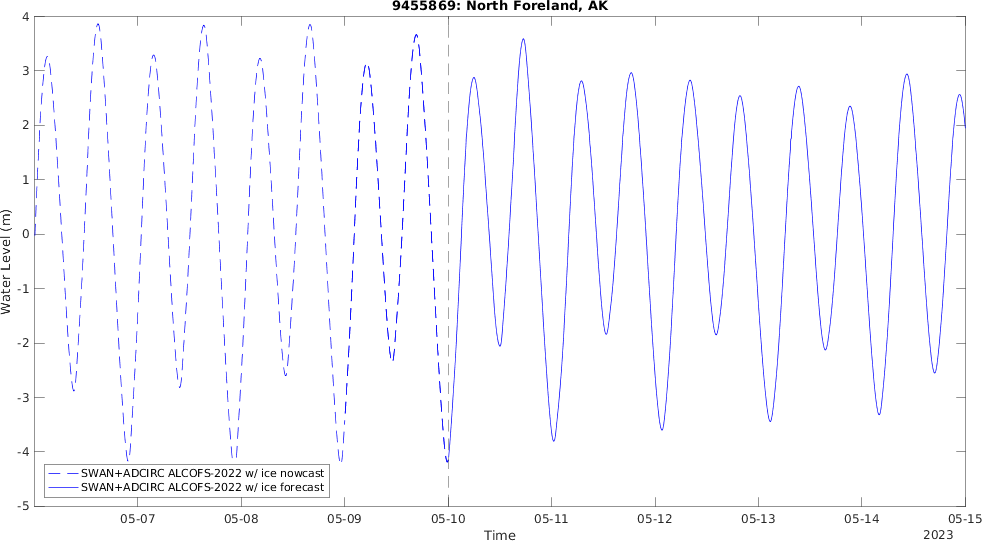 9455869: North Foreland, AK
4
3
2
1
0
-1
-2
-3
-4
-5
Water Level (m)
SWAN+ADCIRC ALCOFS-2022 w/ ice nowcast
SWAN+ADCIRC ALCOFS-2022 w/ ice forecast
05-07 05-08 05-09 05-10 05-11 05-12 05-13 05-14 05-15
Time
2023